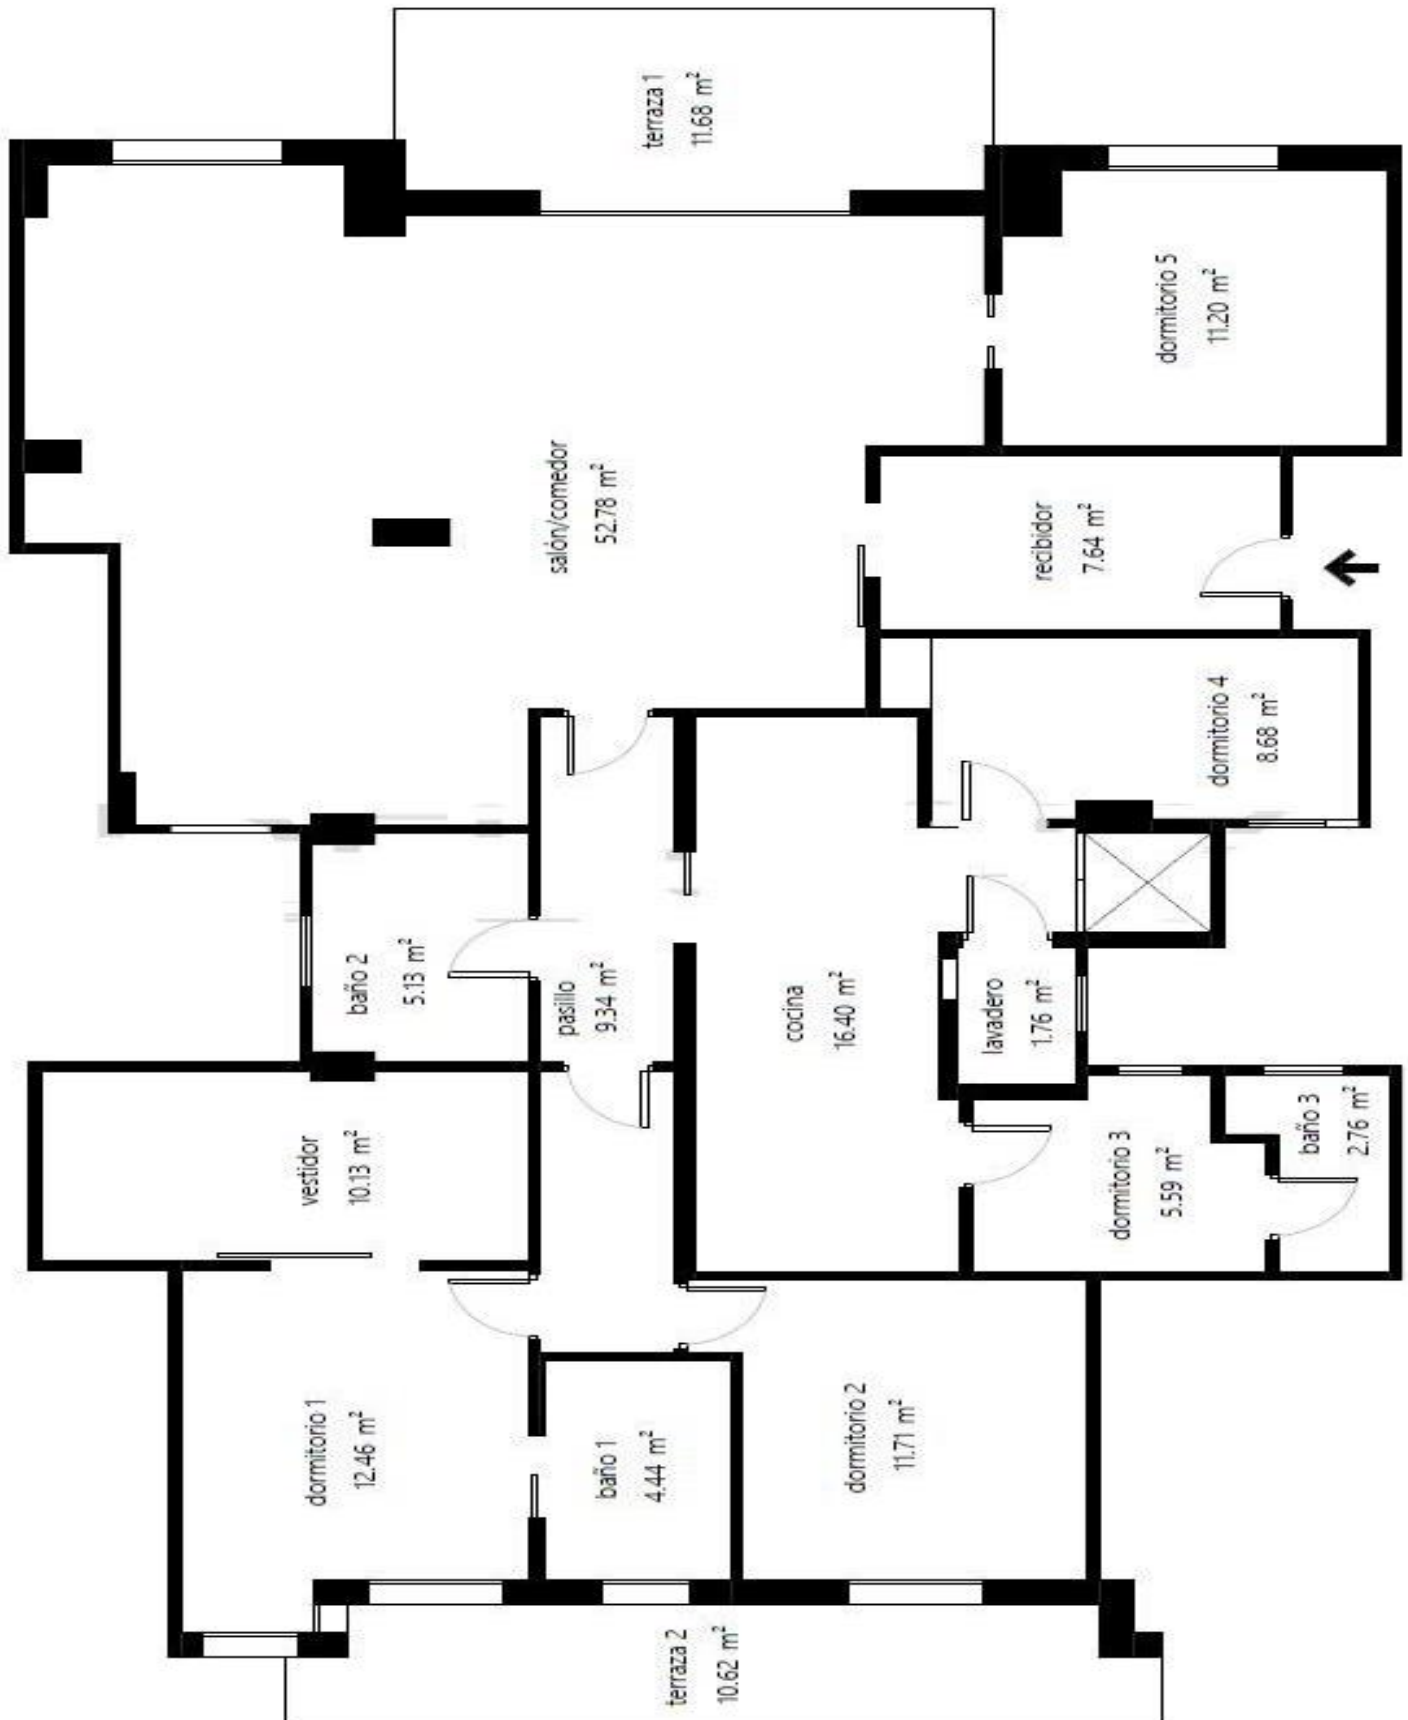 terraza 1
11.68 m²
dormitorio 5
11.20 m²
salón/comedor
52.78 m²
recibidor
7.64 m²
dormitorio 4
8.68 m²
baño 2
5.13 m²
pasillo
9.34 m²
cocina
16.40 m²
lavadero
1.76 m²
vestidor
10.13 m²
dormitorio 3
5.59 m²
baño 3
2.76 m²
dormitorio 1
12.46 m²
baño 1
4.44 m²
dormitorio 2
11.71 m²
terraza 2
10.62 m²